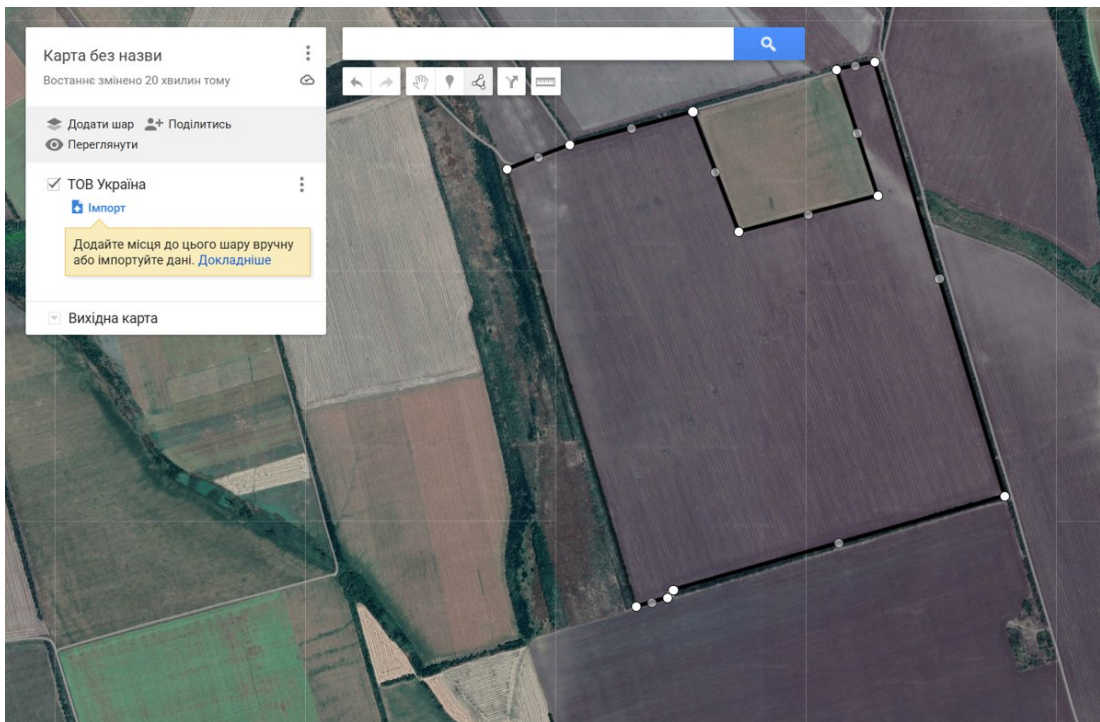 Карта без назви
Востаннє змінено 20 хвилин тому
Додати шар Поділитись
Переглянути
ТОВ Україна
Імпорт
Додайте місця до цього шару вручну
або імпортуйте дані. Докладніше
Вихідна карта